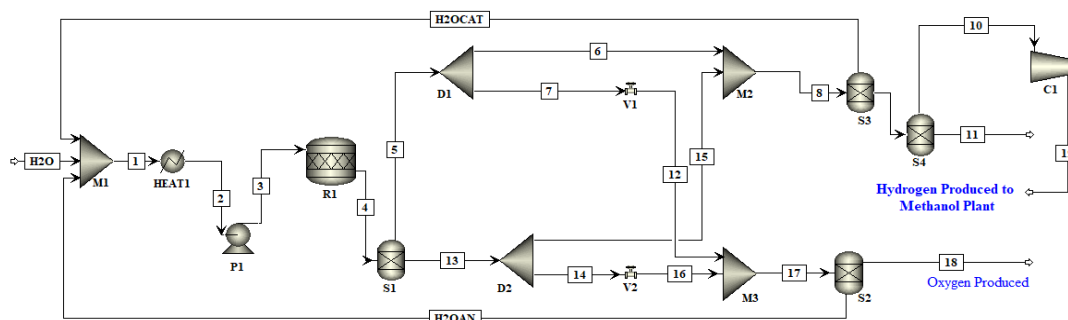 H2OCAT
6
10
D1
7
V1
M2
8
S3
C1
H2O
M1
1
HEAT1
2
3
P1
R1
4
5
15
12
S4
11
Hydrogen Produced to
Methanol Plant
S1
13
D2
14
V2
16
M3
17
S2
18
Oxygen Produced
H2OAN